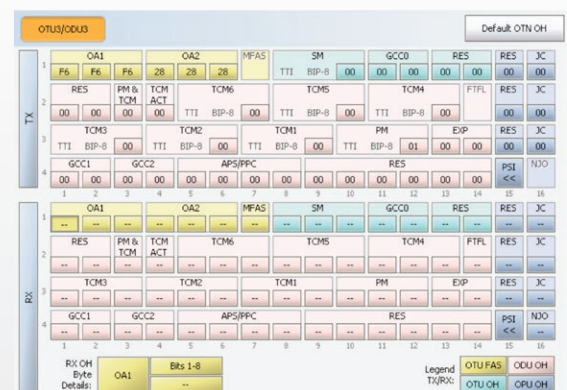 OTU3/ODU3 Default OTN OH
TX
OA1 OA2 MFAS SM GCC0 RES RES JC
1 F6 F6 F6 28 28 28 TTI BIP-8 00 00 00 00 00 00 00
RES PM & TCM TCM ACT TCM6 TCM5 TCM4 FTFL RES JC
2 00 00 00 00 TTI BIP-8 00 TTI BIP-8 00 TTI BIP-8 00 00 00
TCM3 TCM2 TCM1 PM EXP RES JC
3 TTI BIP-8 00 TTI BIP-8 00 TTI BIP-8 00 TTI BIP-8 01 00 00 00 00
GCC1 GCC2 APS/PPC RES PSI NJO
4 00 00 00 00 00 00 00 00 00 00 00 00 00 00 <<
1 2 3 4 5 6 7 8 9 10 11 12 13 14 15 16
RX
OA1 OA2 MFAS SM GCC0 RES RES JC
1 -- -- -- -- -- -- -- -- -- -- -- -- -- -- -- --
RES PM & TCM TCM ACT TCM6 TCM5 TCM4 FTFL RES JC
2 -- -- -- -- -- -- -- -- -- -- -- -- -- -- -- --
TCM3 TCM2 TCM1 PM EXP RES JC
3 -- -- -- -- -- -- -- -- -- -- -- -- -- -- -- --
GCC1 GCC2 APS/PPC RES PSI NJO
4 -- -- -- -- -- -- -- -- -- -- -- -- -- -- << --
1 2 3 4 5 6 7 8 9 10 11 12 13 14 15 16
RX OH Byte Details: OA1 Bits 1-8 --
Legend TX/RX: OTU FAS ODU OH
OTU OH OPU OH